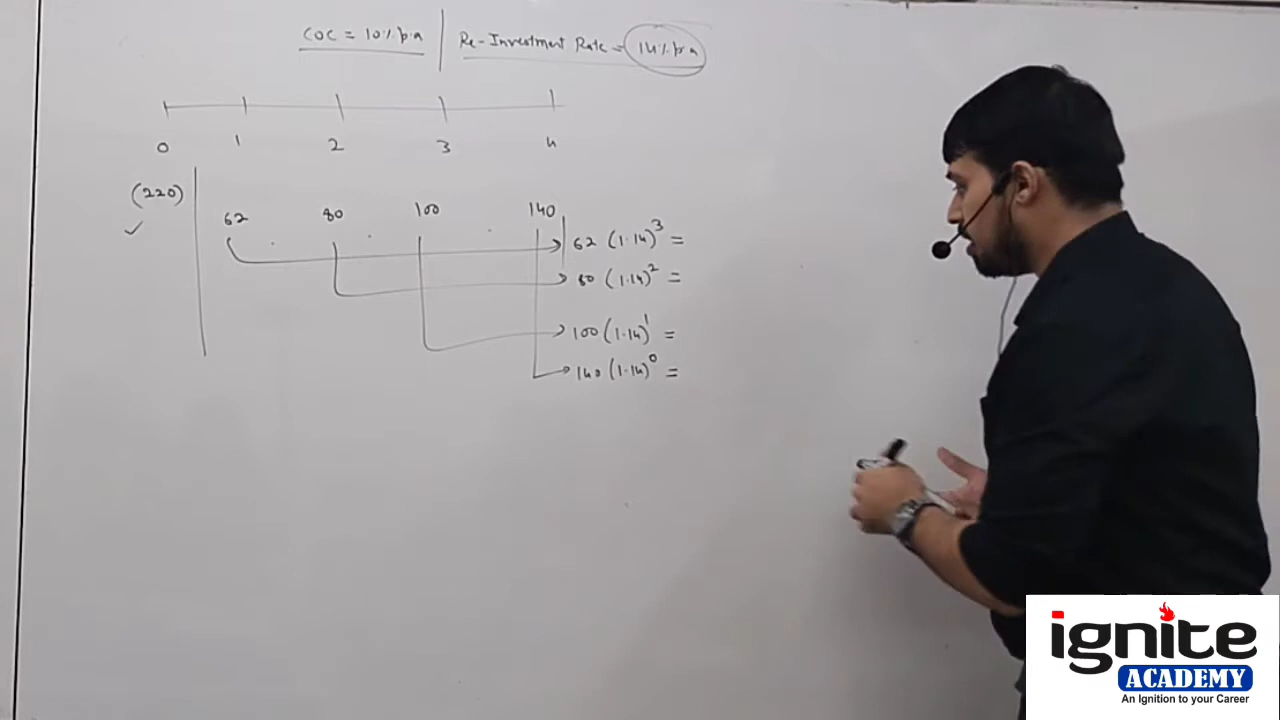 COC = 10% p.a | Re-Investment Rate = 14% p.a
0 1 2 3 4
(220) 62 80 100 140
62 (1.14)^3 =
80 (1.14)^2 =
100 (1.14)^1 =
140 (1.14)^0 =
ignite
ACADEMY
An Ignition to your Career